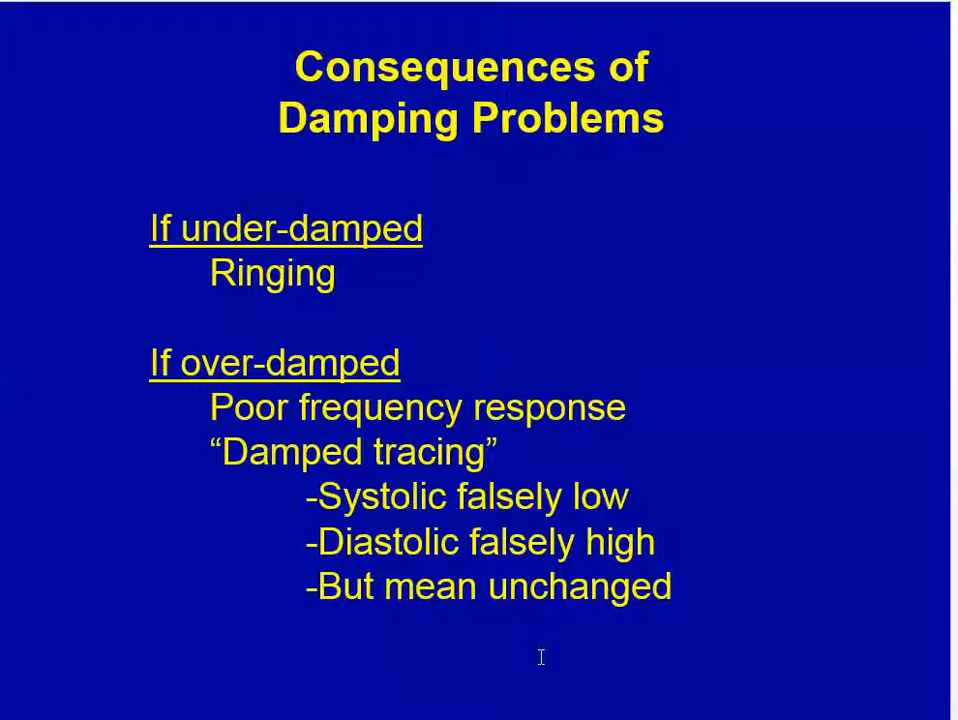 Consequences of
Damping Problems
If under-damped
Ringing
If over-damped
Poor frequency response
“Damped tracing”
-Systolic falsely low
-Diastolic falsely high
-But mean unchanged